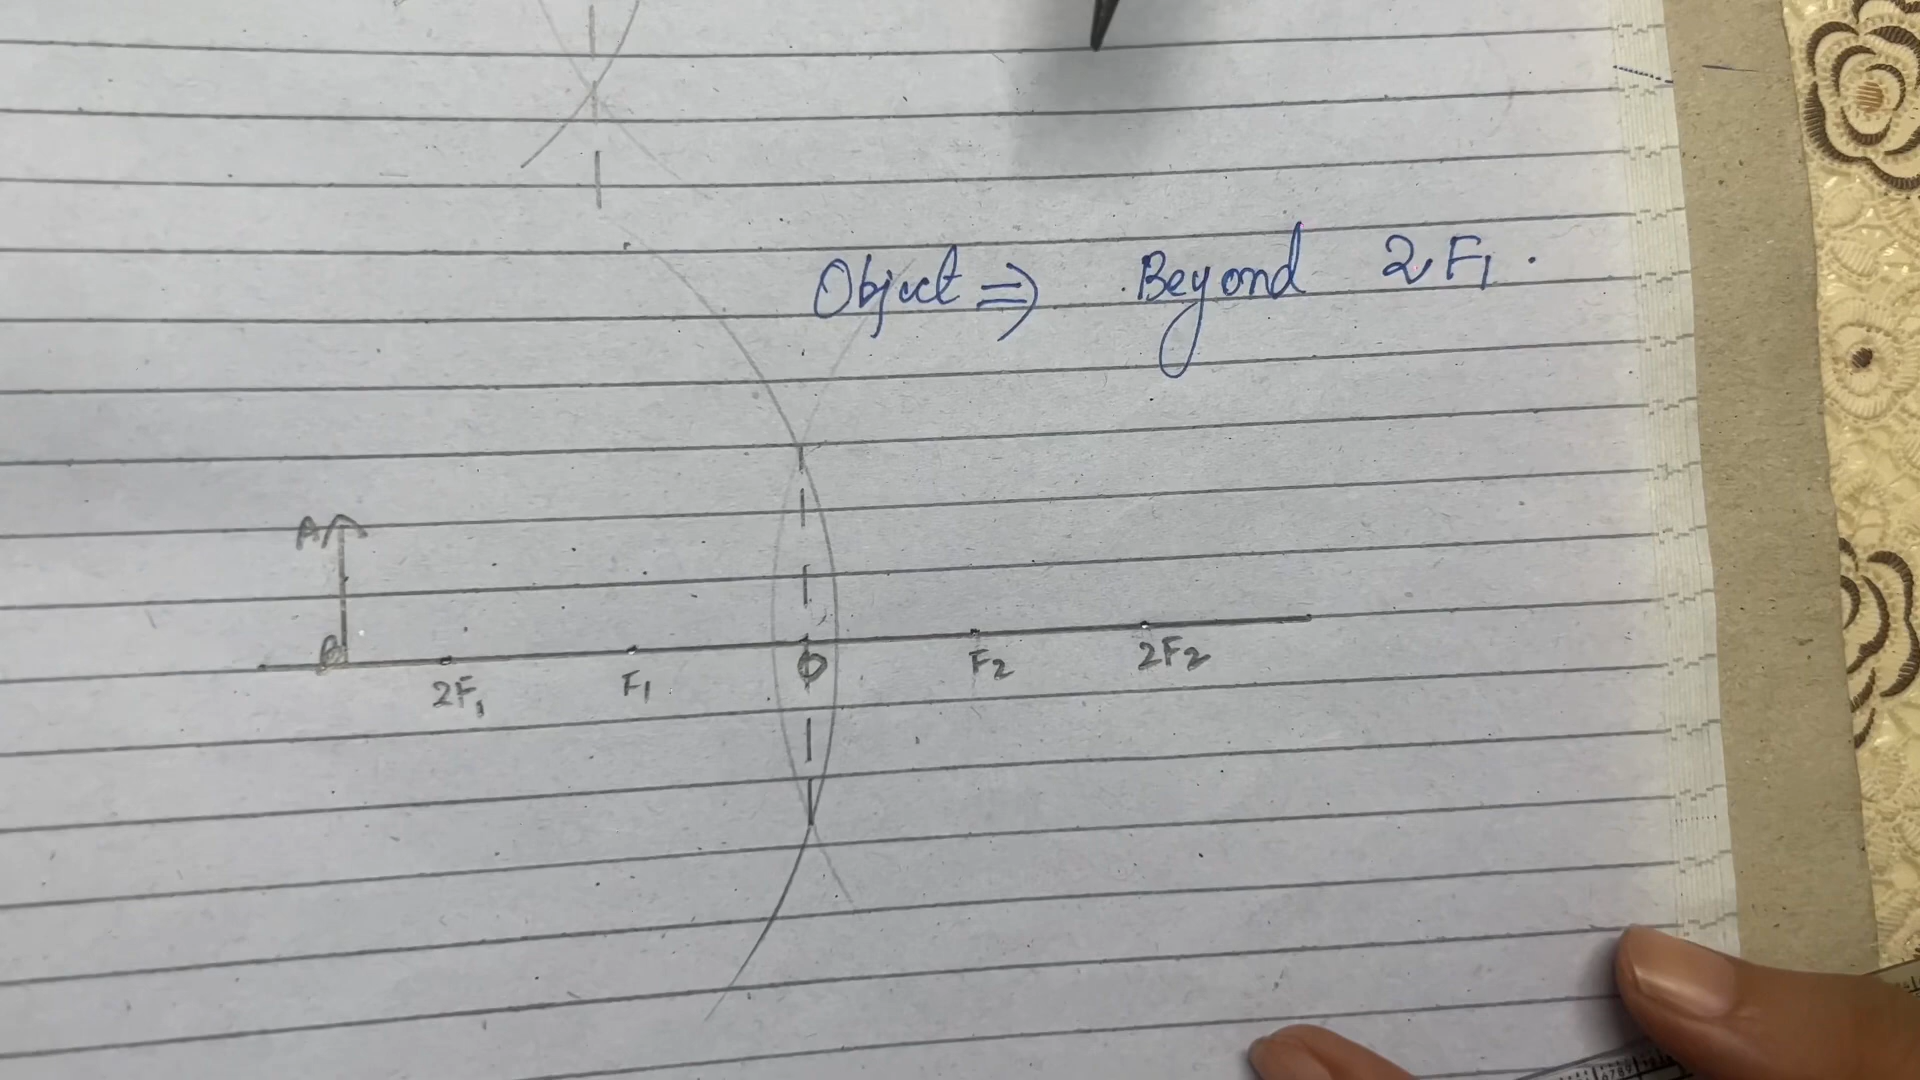 Object ⇒ Beyond 2F₁.
A
B
2F₁ F₁ O F₂ 2F₂